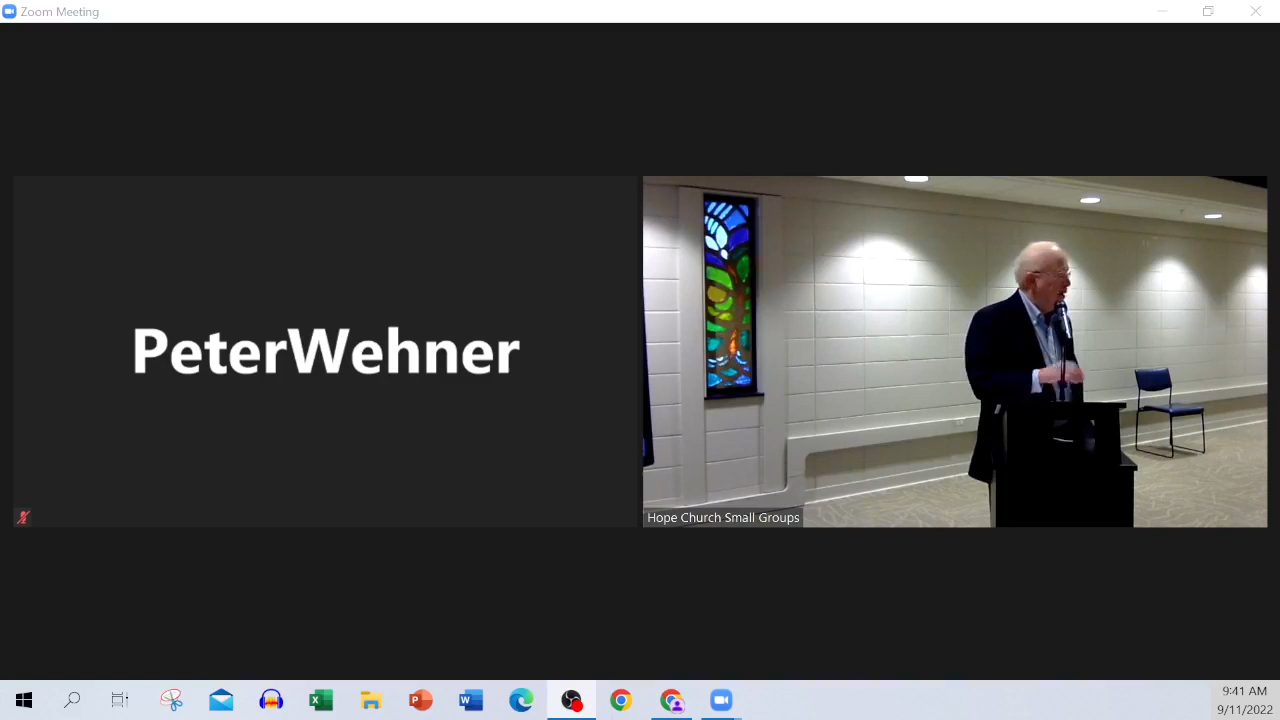 Zoom Meeting
PeterWehner
Hope Church Small Groups
9:41 AM
9/11/2022